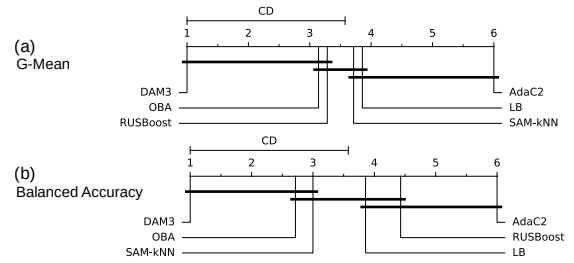 CD
1 2 3 4 5 6
(a)
G-Mean
DAM3 AdaC2
OBA LB
RUSBoost SAM-kNN
CD
1 2 3 4 5 6
(b)
Balanced Accuracy
DAM3 AdaC2
OBA RUSBoost
SAM-kNN LB